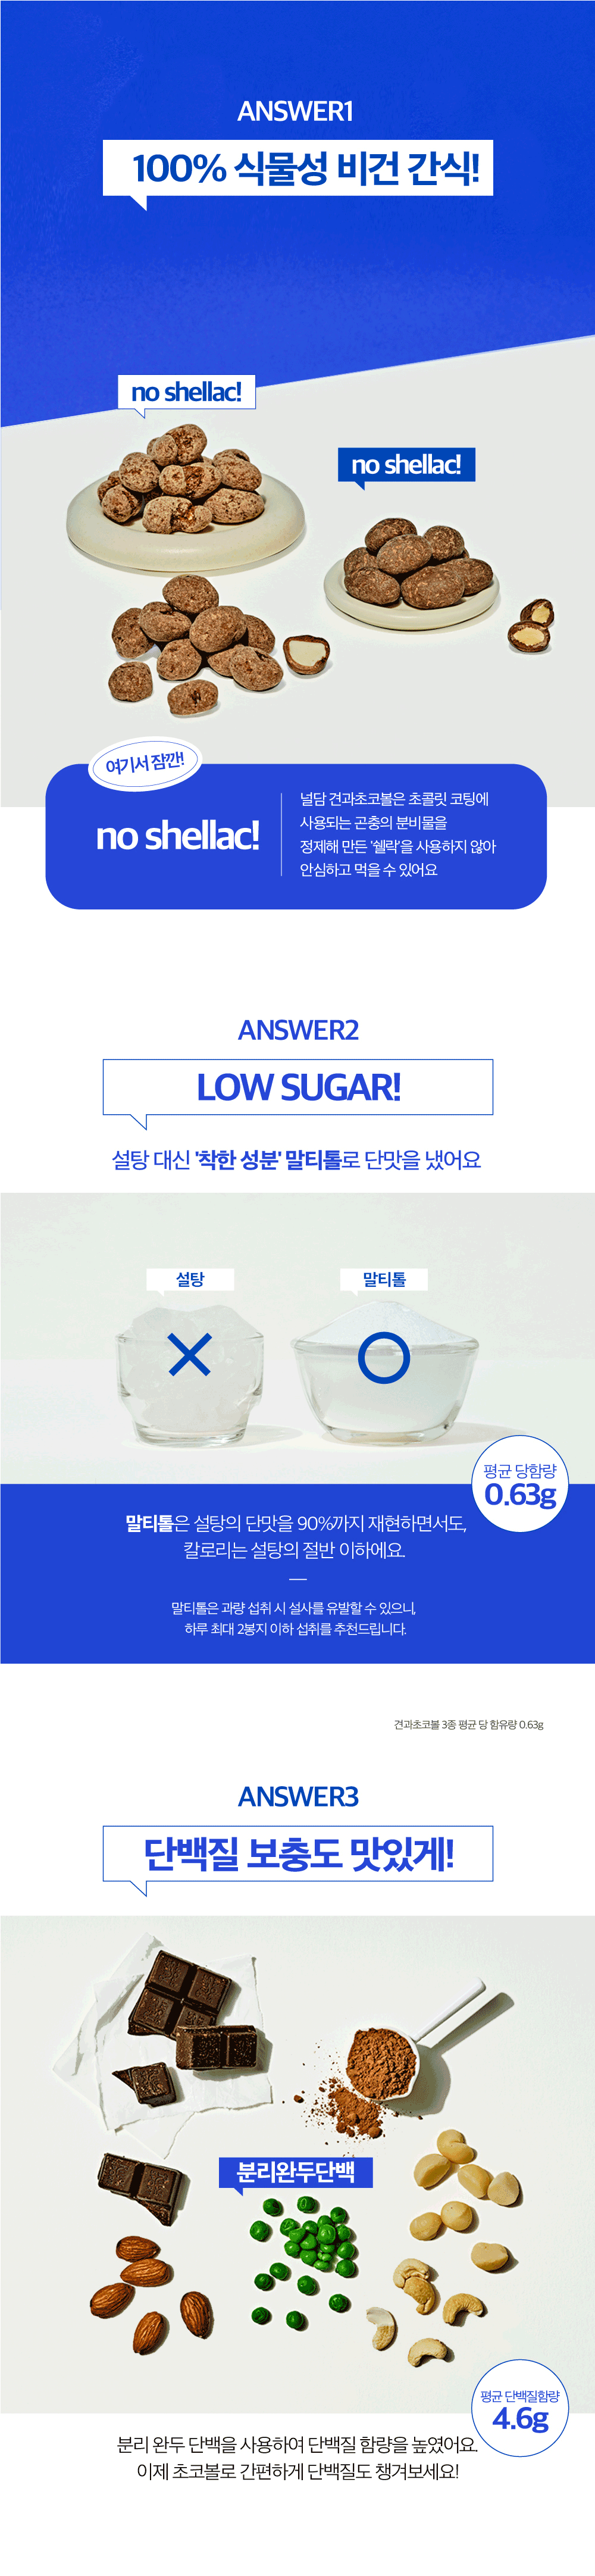 ANSWER1
100% 식물성 비건 간식!
no shellac!
no shellac!
여기서 잠깐!
no shellac!
널담 견과초코볼은 초콜릿 코팅에
사용되는 곤충의 분비물을
정제해 만든 '쉘락'을 사용하지 않아
안심하고 먹을 수 있어요
ANSWER2
LOW SUGAR!
설탕 대신 '착한 성분' 말티톨로 단맛을 냈어요
설탕
말티톨
평균 당함량
0.63g
말티톨은 설탕의 단맛을 90%까지 재현하면서도,
칼로리는 설탕의 절반 이하에요.
말티톨은 과량 섭취 시 설사를 유발할 수 있으니,
하루 최대 2봉지 이하 섭취를 추천드립니다.
견과초코볼 3종 평균 당 함유량 0.63g
ANSWER3
단백질 보충도 맛있게!
분리완두단백
평균 단백질함량
4.6g
분리 완두 단백을 사용하여 단백질 함량을 높였어요.
이제 초코볼로 간편하게 단백질도 챙겨보세요!